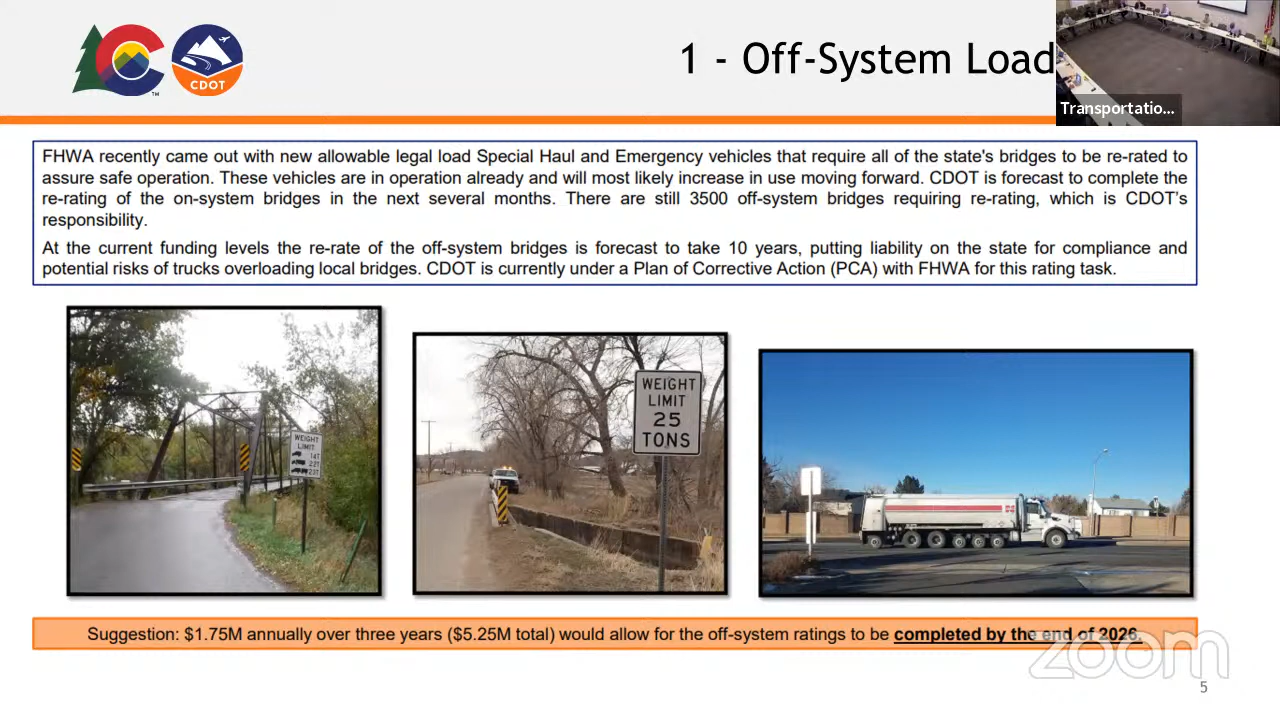 CDOT
TM
1 - Off-System Load
Transportatio...
FHWA recently came out with new allowable legal load Special Haul and Emergency vehicles that require all of the state's bridges to be re-rated to
assure safe operation. These vehicles are in operation already and will most likely increase in use moving forward. CDOT is forecast to complete the
re-rating of the on-system bridges in the next several months. There are still 3500 off-system bridges requiring re-rating, which is CDOT's
responsibility.
At the current funding levels the re-rate of the off-system bridges is forecast to take 10 years, putting liability on the state for compliance and
potential risks of trucks overloading local bridges. CDOT is currently under a Plan of Corrective Action (PCA) with FHWA for this rating task.
WEIGHT
LIMIT
14T
WEIGHT
LIMIT
25
TONS
Suggestion: $1.75M annually over three years ($5.25M total) would allow for the off-system ratings to be completed by the end of 2026.
zoom
5